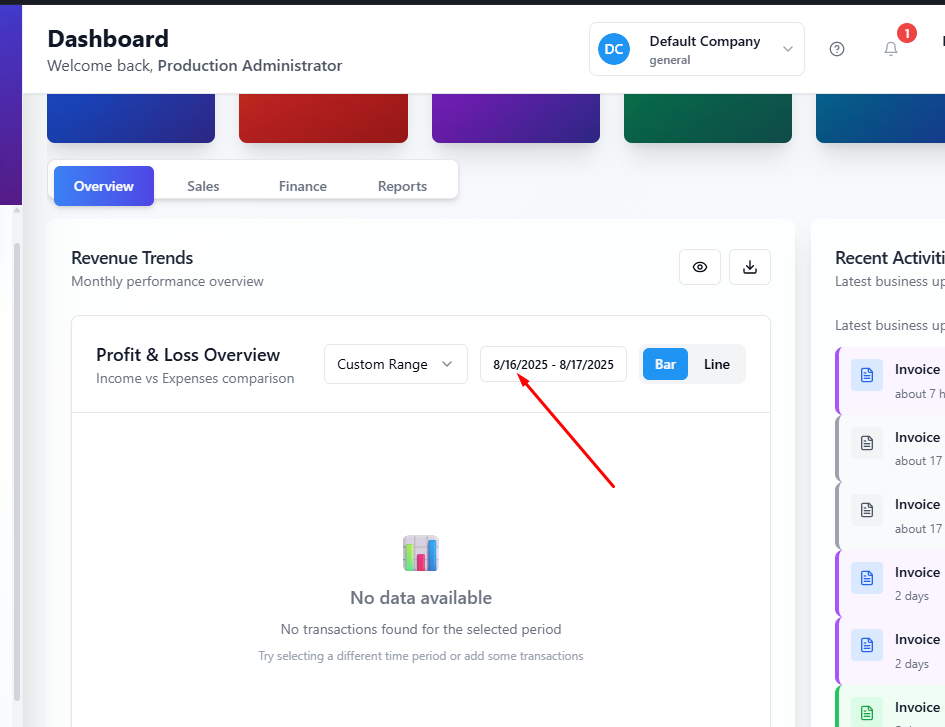 Dashboard
Welcome back, Production Administrator
DC
Default Company
general
1
Overview
Sales
Finance
Reports
Revenue Trends
Monthly performance overview
Profit & Loss Overview
Income vs Expenses comparison
Custom Range
8/16/2025 - 8/17/2025
Bar
Line
No data available
No transactions found for the selected period
Try selecting a different time period or add some transactions
Recent Activiti
Latest business up
Latest business up
Invoice
about 7 h
Invoice
about 17
Invoice
about 17
Invoice
2 days
Invoice
2 days
Invoice